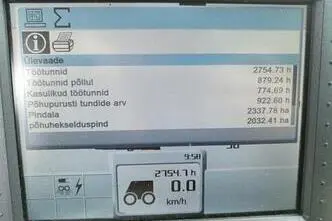 Ülevaade
Töötunnid 2754.73 h
Töötunnid põllul 879.24 h
Kasulikud töötunnid 774.69 h
Põhupurusti tundide arv 922.60 h
Pindala 2337.78 ha
põhuhekselduspind 2032.41 ha
9:50
2754.7 h
0.0
km/h